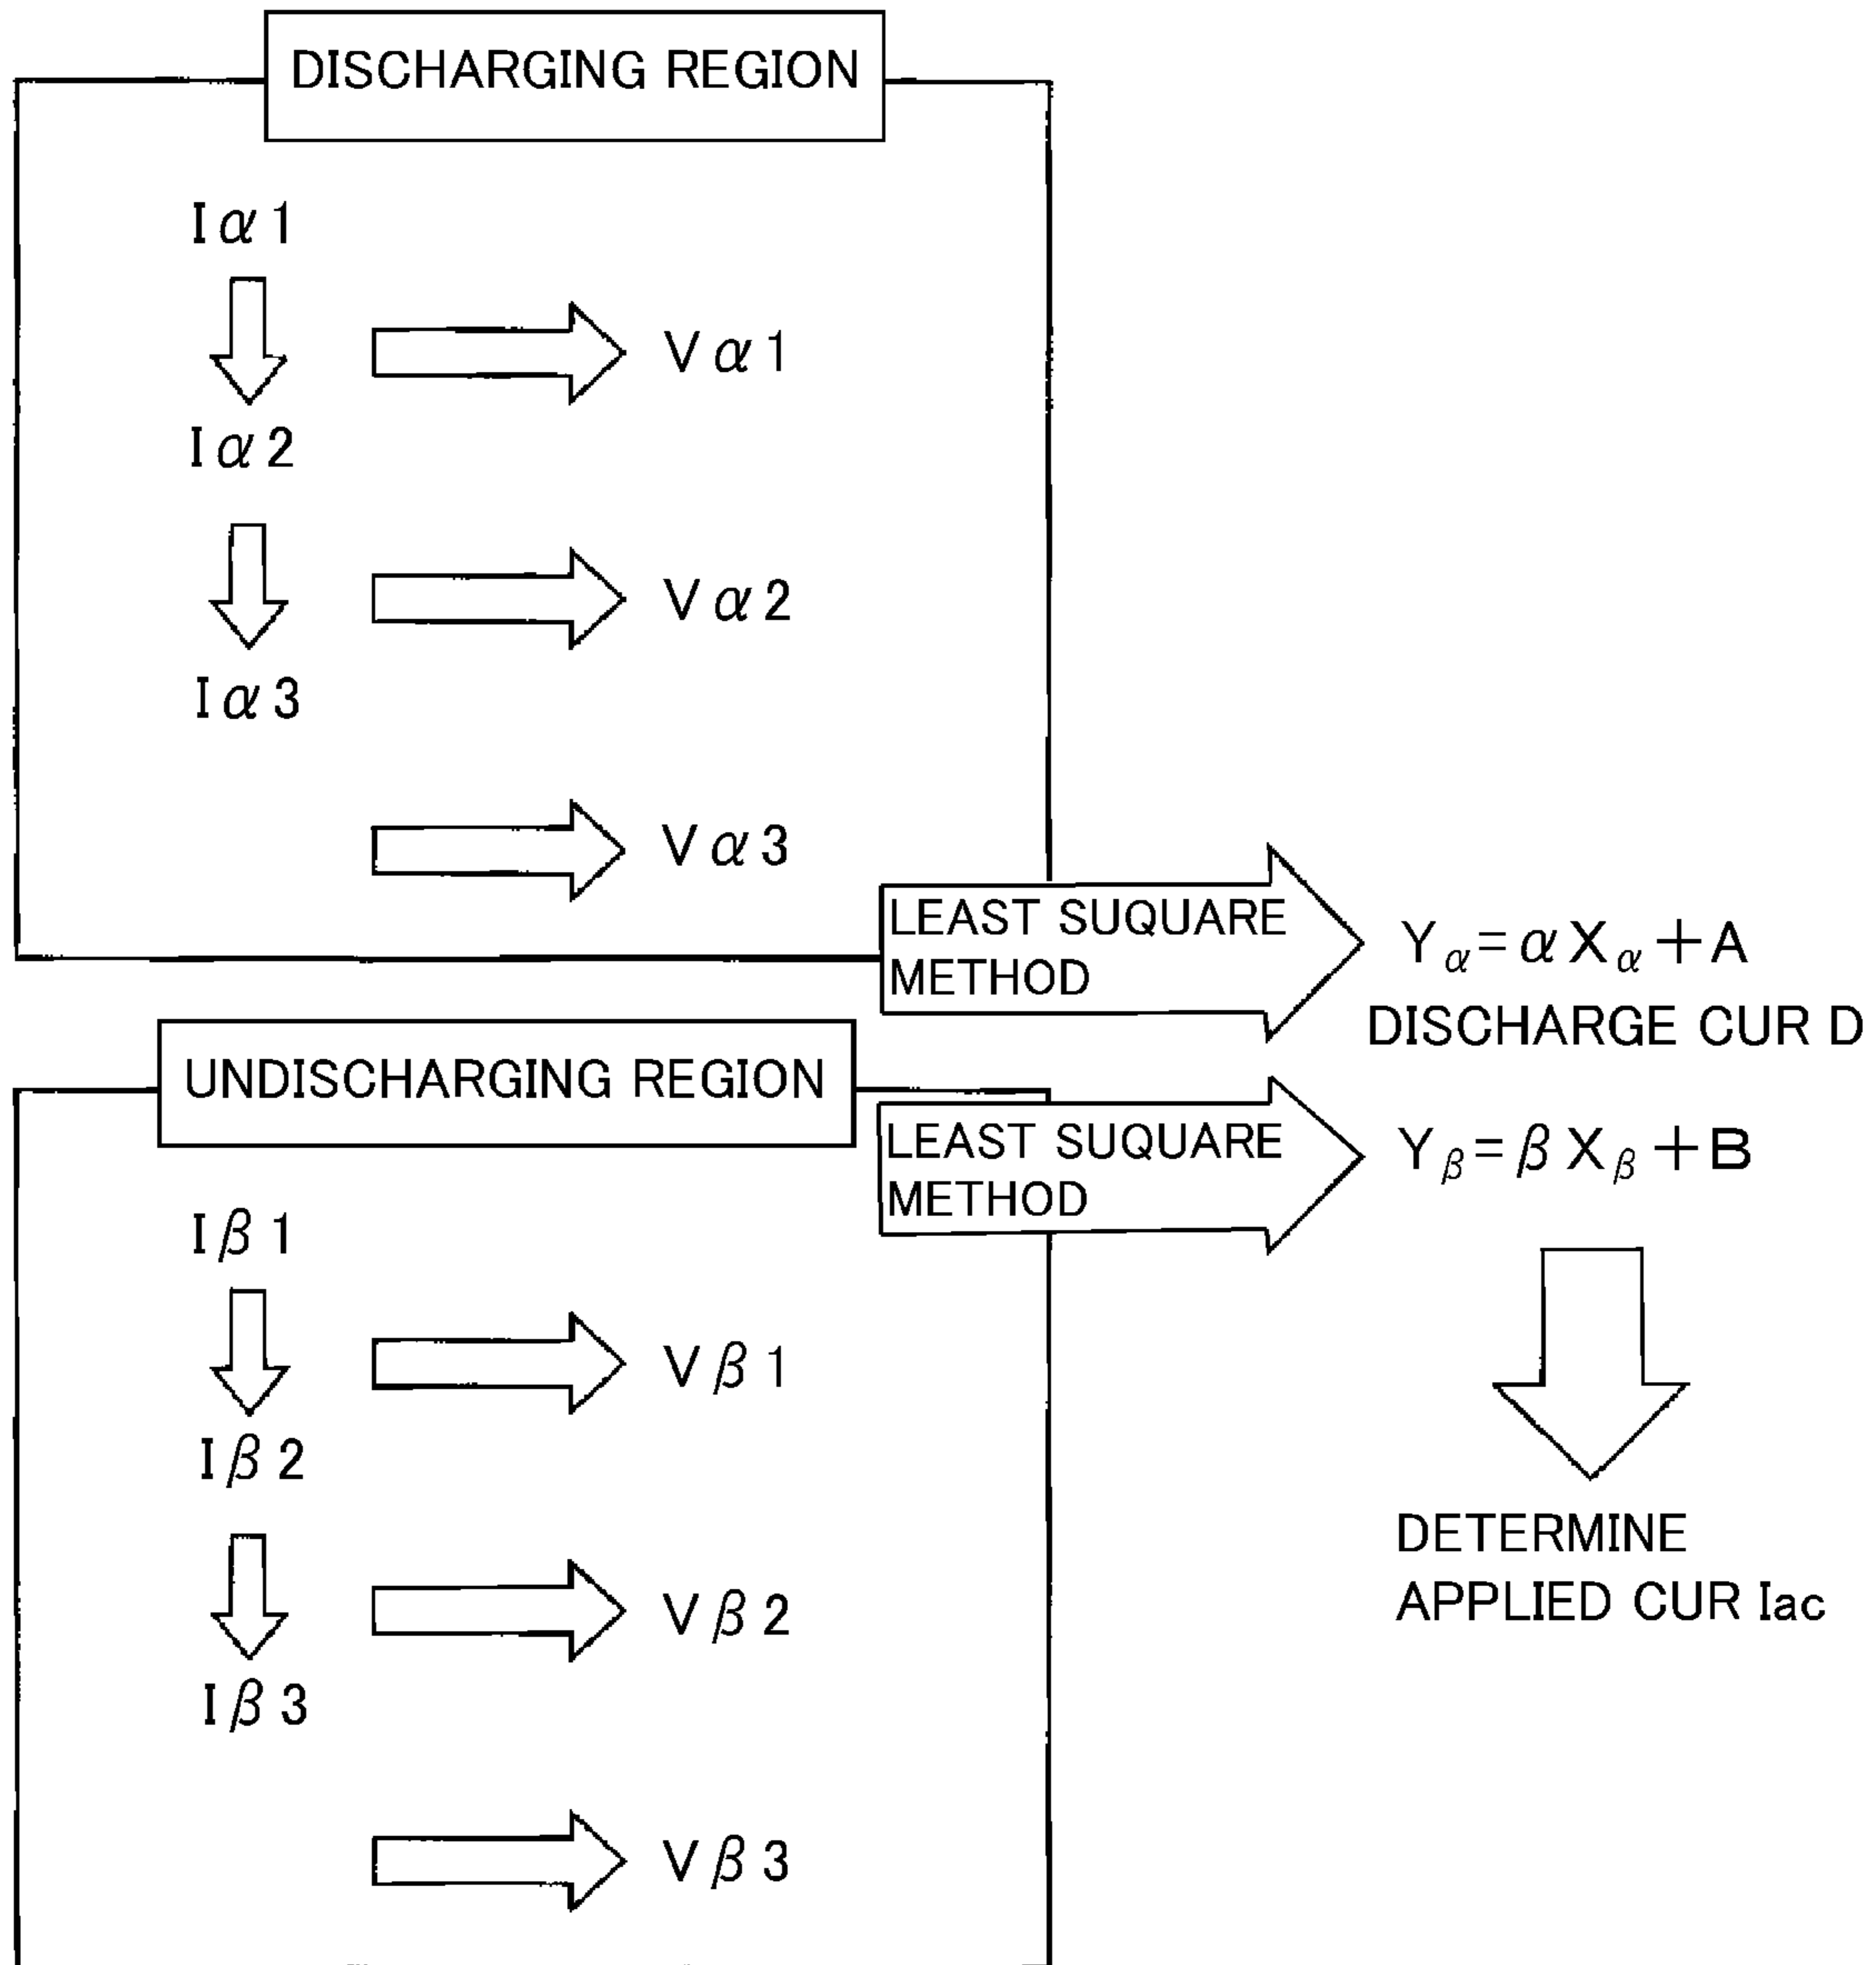 DISCHARGING REGION
Iα1
Vα1
Iα2
Vα2
Iα3
Vα3
LEAST SUQUARE
METHOD
Yα=αXα+A
DISCHARGE CUR D
UNDISCHARGING REGION
LEAST SUQUARE
METHOD
Yβ=βXβ+B
Iβ1
Vβ1
Iβ2
Vβ2
Iβ3
Vβ3
DETERMINE
APPLIED CUR Iac